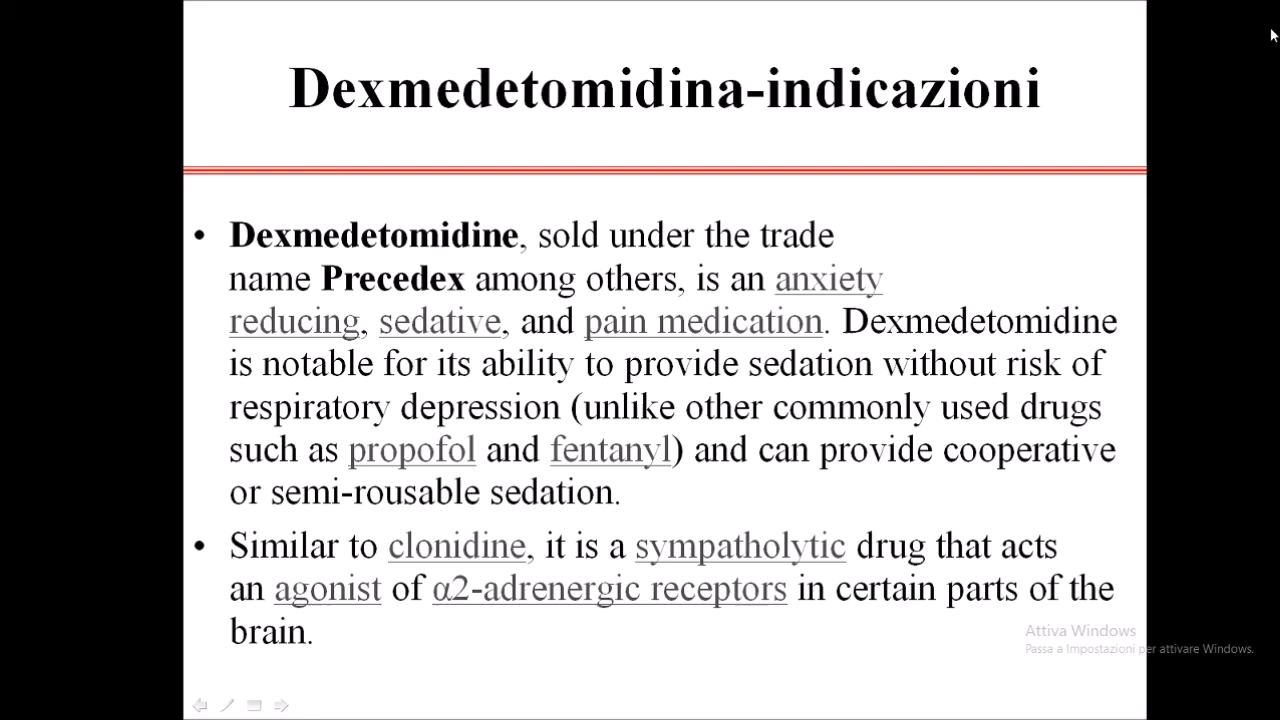 Dexmedetomidina-indicazioni
• Dexmedetomidine, sold under the trade
name Precedex among others, is an anxiety
reducing, sedative, and pain medication. Dexmedetomidine
is notable for its ability to provide sedation without risk of
respiratory depression (unlike other commonly used drugs
such as propofol and fentanyl) and can provide cooperative
or semi-rousable sedation.
• Similar to clonidine, it is a sympatholytic drug that acts
an agonist of α2-adrenergic receptors in certain parts of the
brain.
Attiva Windows
Passa a Impostazioni per attivare Windows.